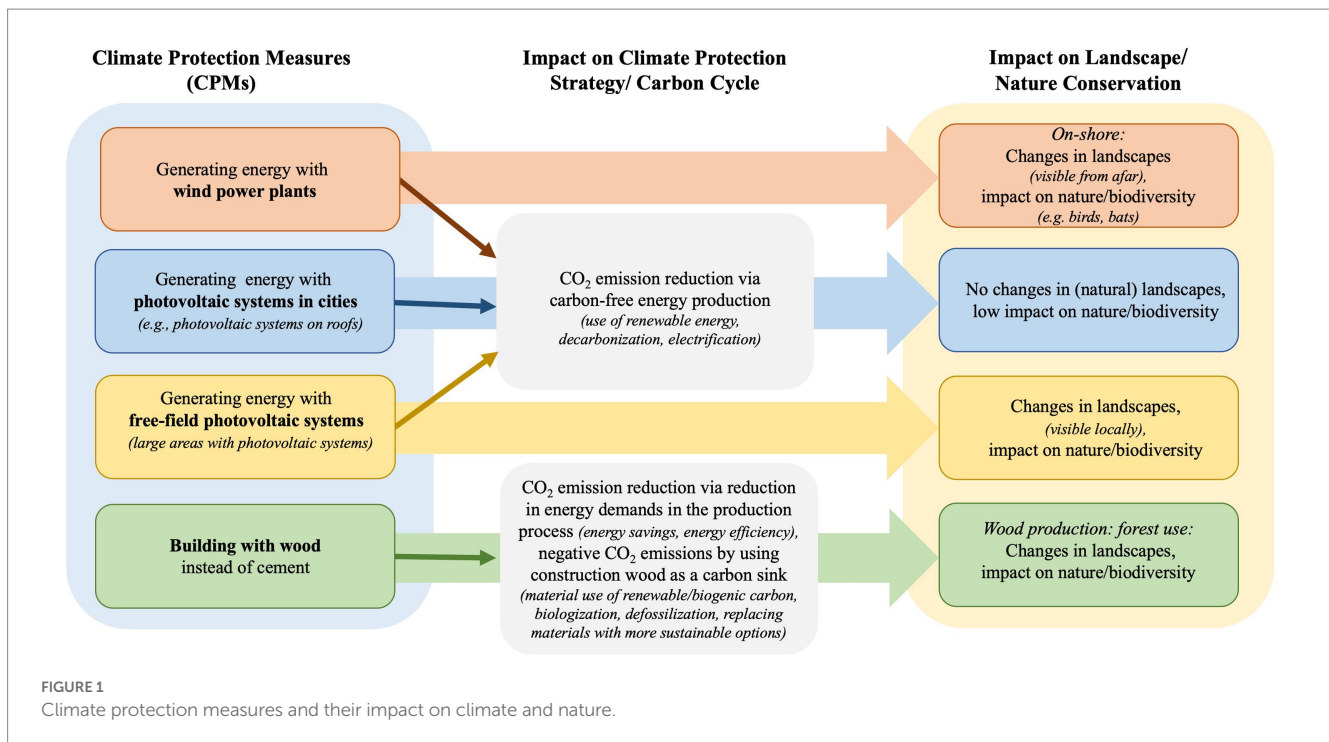 Climate Protection Measures
(CPMs)
Impact on Climate Protection
Strategy/ Carbon Cycle
Impact on Landscape/
Nature Conservation
Generating energy with
wind power plants
Generating energy with
photovoltaic systems in cities
(e.g., photovoltaic systems on roofs)
Generating energy with
free-field photovoltaic systems
(large areas with photovoltaic systems)
Building with wood
instead of cement
CO₂ emission reduction via
carbon-free energy production
(use of renewable energy,
decarbonization, electrification)
CO₂ emission reduction via reduction
in energy demands in the production
process (energy savings, energy efficiency),
negative CO₂ emissions by using
construction wood as a carbon sink
(material use of renewable/biogenic carbon,
biologization, defossilization, replacing
materials with more sustainable options)
On-shore:
Changes in landscapes
(visible from afar),
impact on nature/biodiversity
(e.g. birds, bats)
No changes in (natural) landscapes,
low impact on nature/biodiversity
Changes in landscapes,
(visible locally),
impact on nature/biodiversity
Wood production: forest use:
Changes in landscapes,
impact on nature/biodiversity
FIGURE 1
Climate protection measures and their impact on climate and nature.